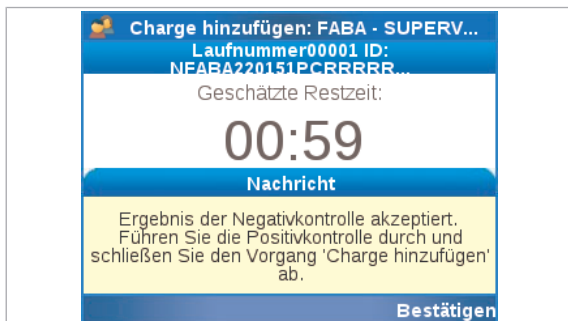 Charge hinzufügen: FABA - SUPERV...
Laufnummer00001 ID:
NFABA220151PCRRRRR...
Geschätzte Restzeit:
00:59
Nachricht
Ergebnis der Negativkontrolle akzeptiert.
Führen Sie die Positivkontrolle durch und
schließen Sie den Vorgang 'Charge hinzufügen'
ab.
Bestätigen